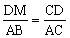 DM/AB = CD/AC